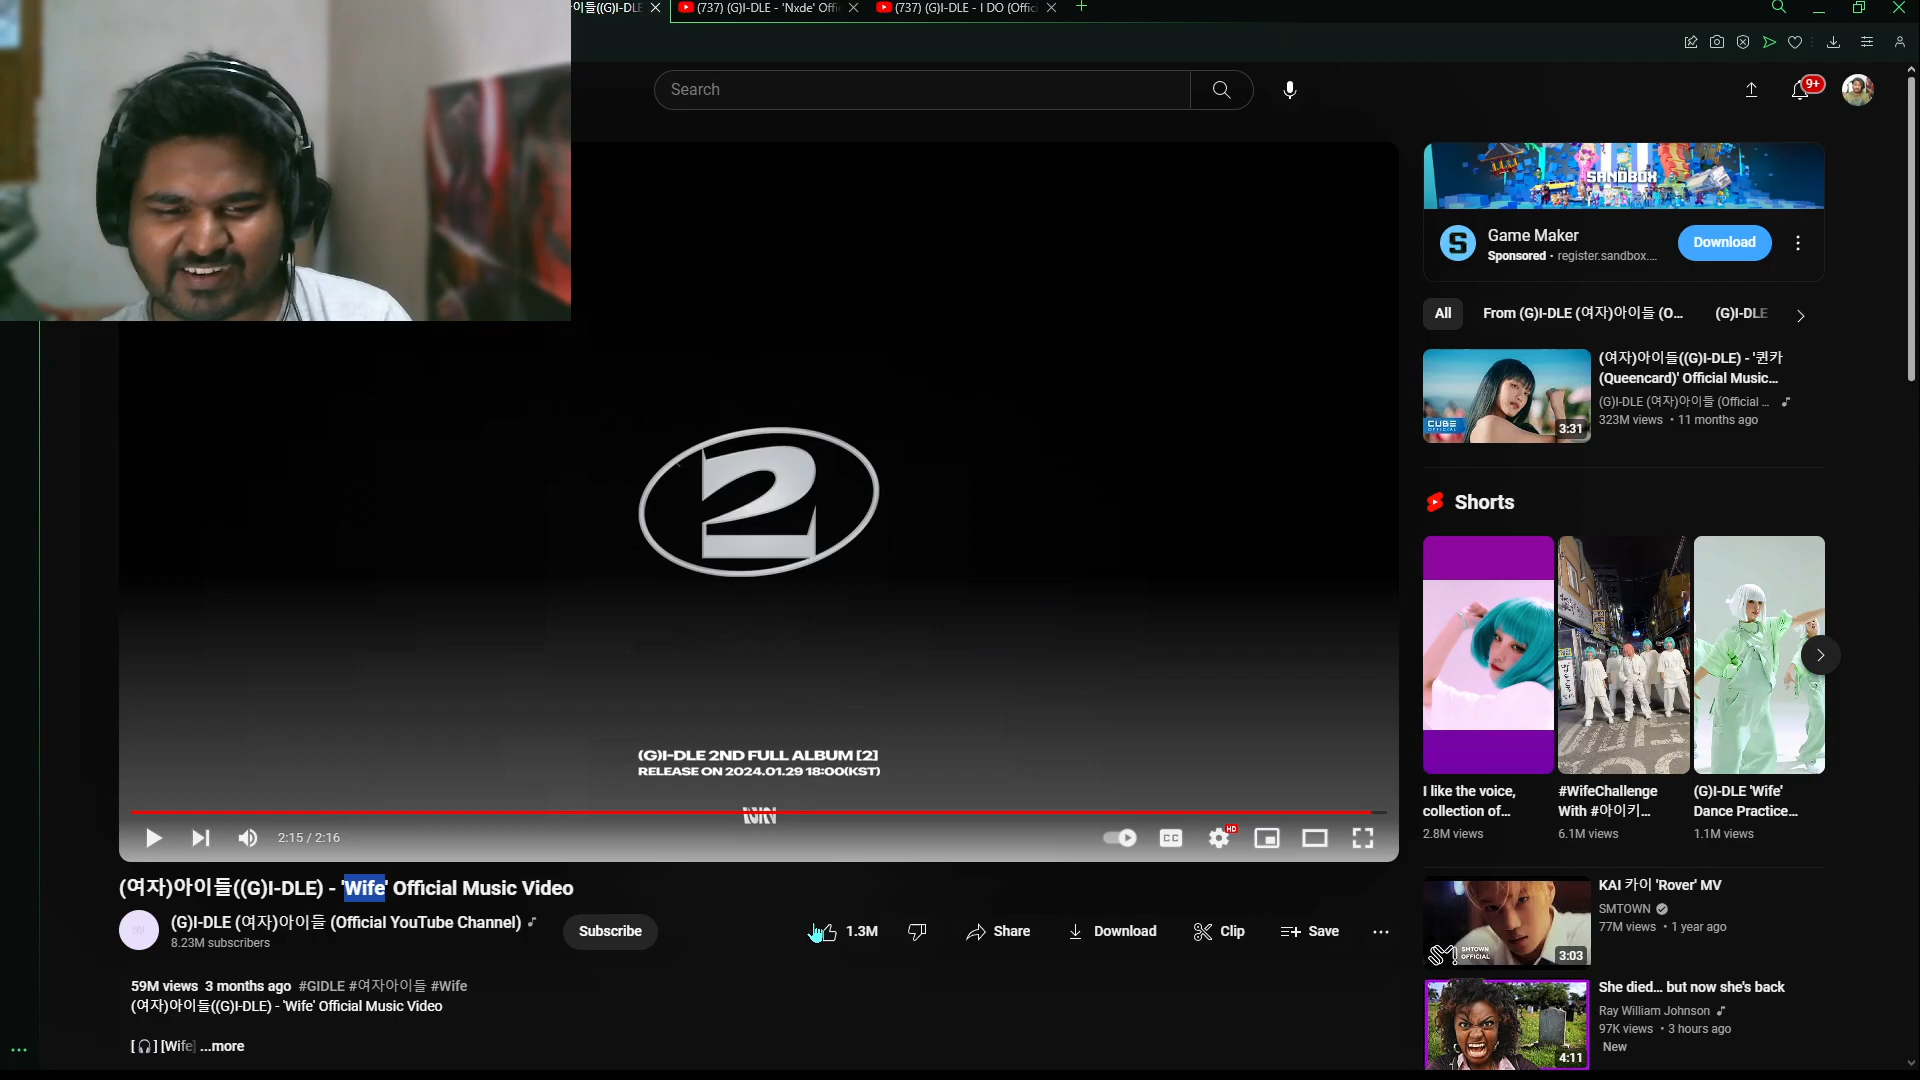 아이들((G)I-DLE
(737) (G)I-DLE - 'Nxde' Offi
(737) (G)I-DLE - I DO (Offic
Search
9+
SANDBOX
S
Game Maker
Sponsored · register.sandbox....
Download
All
From (G)I-DLE (여자)아이들 (O...
(G)I-DLE
2
(여자)아이들((G)I-DLE) - '퀸카
(Queencard)' Official Music...
(G)I-DLE (여자)아이들 (Official ...
323M views • 11 months ago
CUBE
OFFICIAL
3:31
Shorts
(G)I-DLE 2ND FULL ALBUM [2]
RELEASE ON 2024.01.29 18:00(KST)
I like the voice,
collection of...
2.8M views
#WifeChallenge
With #아이키...
6.1M views
(G)I-DLE 'Wife'
Dance Practice...
1.1M views
2:15 / 2:16
CC
HD
(여자)아이들((G)I-DLE) - 'Wife' Official Music Video
(G)I-DLE (여자)아이들 (Official YouTube Channel)
8.23M subscribers
Subscribe
1.3M
Share
Download
Clip
Save
59M views 3 months ago #GIDLE #여자아이들 #Wife
(여자)아이들((G)I-DLE) - 'Wife' Official Music Video
[🎧] [Wife] ...more
KAI 카이 'Rover' MV
SMTOWN
77M views • 1 year ago
SMTOWN
OFFICIAL
3:03
She died... but now she's back
Ray William Johnson
97K views • 3 hours ago
New
4:11